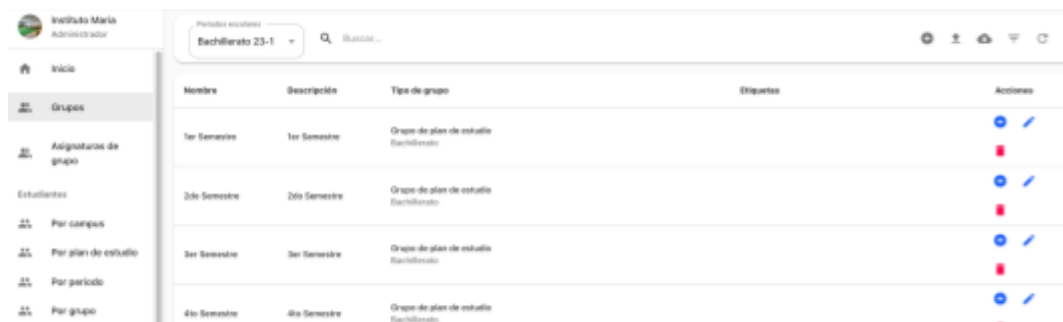 Instituto Maria
Administrador
Inicio
Grupos
Asignaturas de
grupo
Estudiantes
Por campus
Por plan de estudio
Por periodo
Por grupo
Periodos escolares
Bachillerato 23-1
Buscar...
Nombre Descripción Tipo de grupo Etiquetas Acciones
1er Semestre 1er Semestre Grupo de plan de estudio
Bachillerato
2do Semestre 2do Semestre Grupo de plan de estudio
Bachillerato
3er Semestre 3er Semestre Grupo de plan de estudio
Bachillerato
4to Semestre 4to Semestre Grupo de plan de estudio
Bachillerato